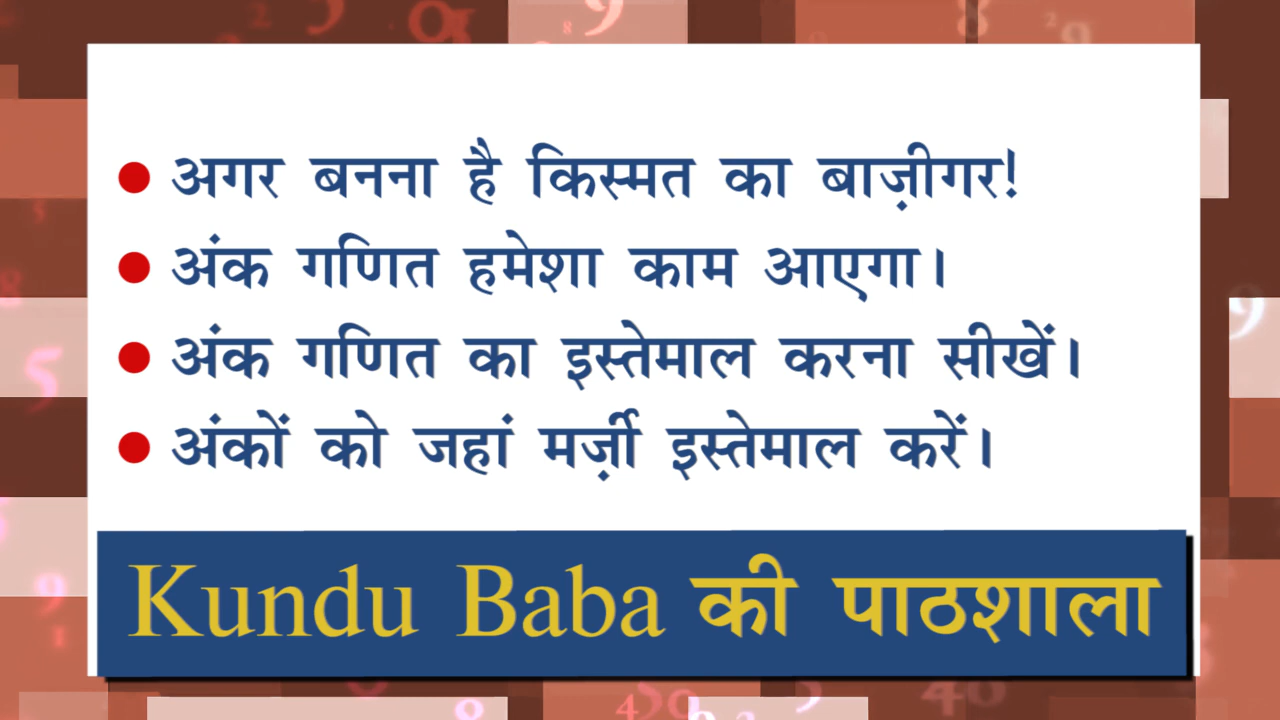 • अगर बनना है किस्मत का बाज़ीगर!
• अंक गणित हमेशा काम आएगा।
• अंक गणित का इस्तेमाल करना सीखें।
• अंकों को जहां मर्ज़ी इस्तेमाल करें।
Kundu Baba की पाठशाला